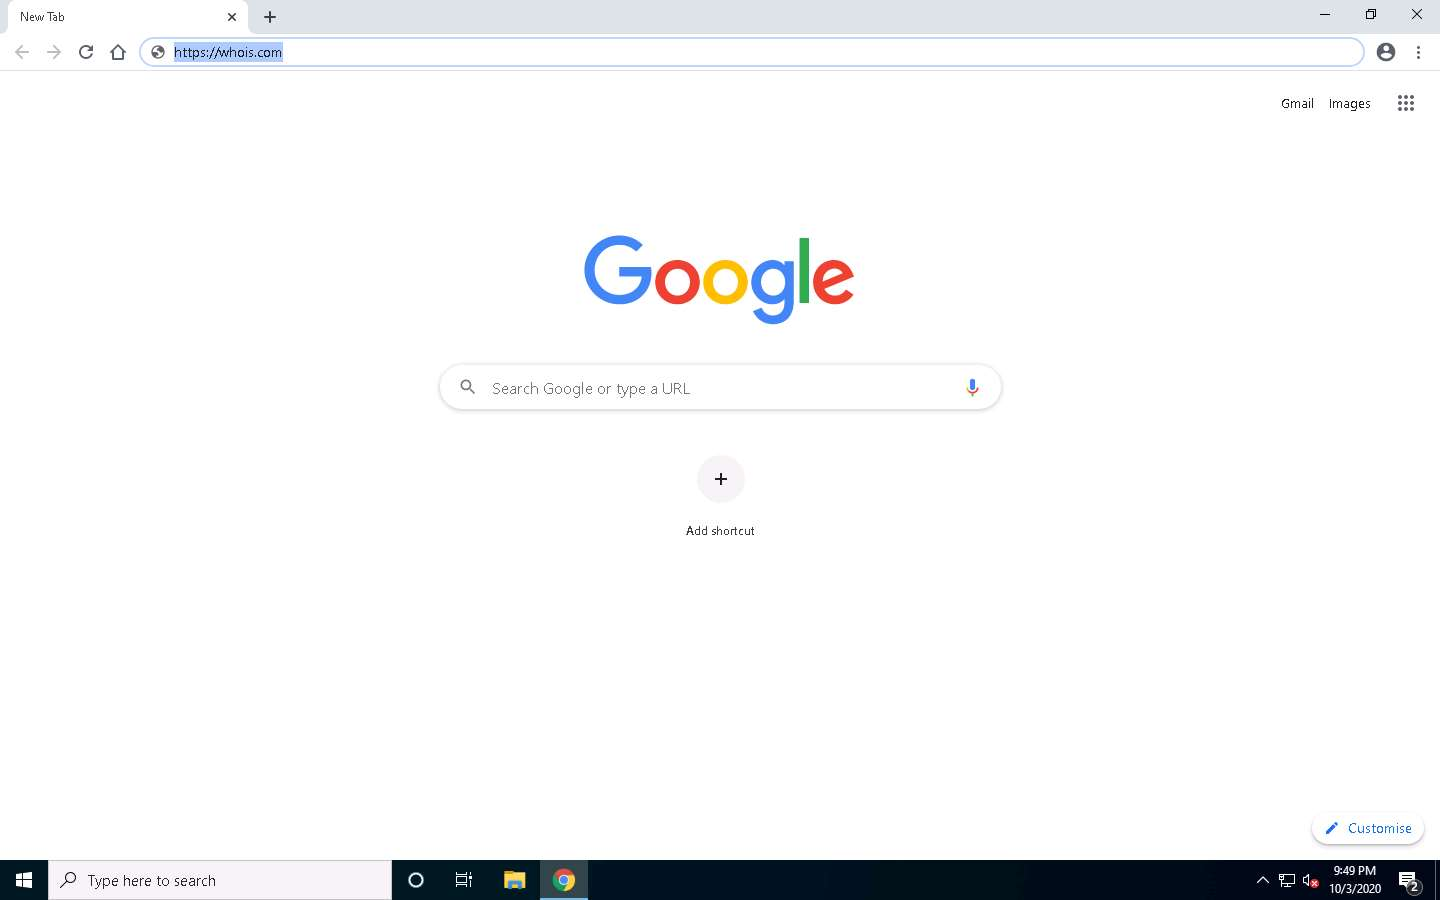 New Tab
https://whois.com
Gmail Images
Google
Search Google or type a URL
Add shortcut
Customise
Type here to search
9:49 PM
10/3/2020
2